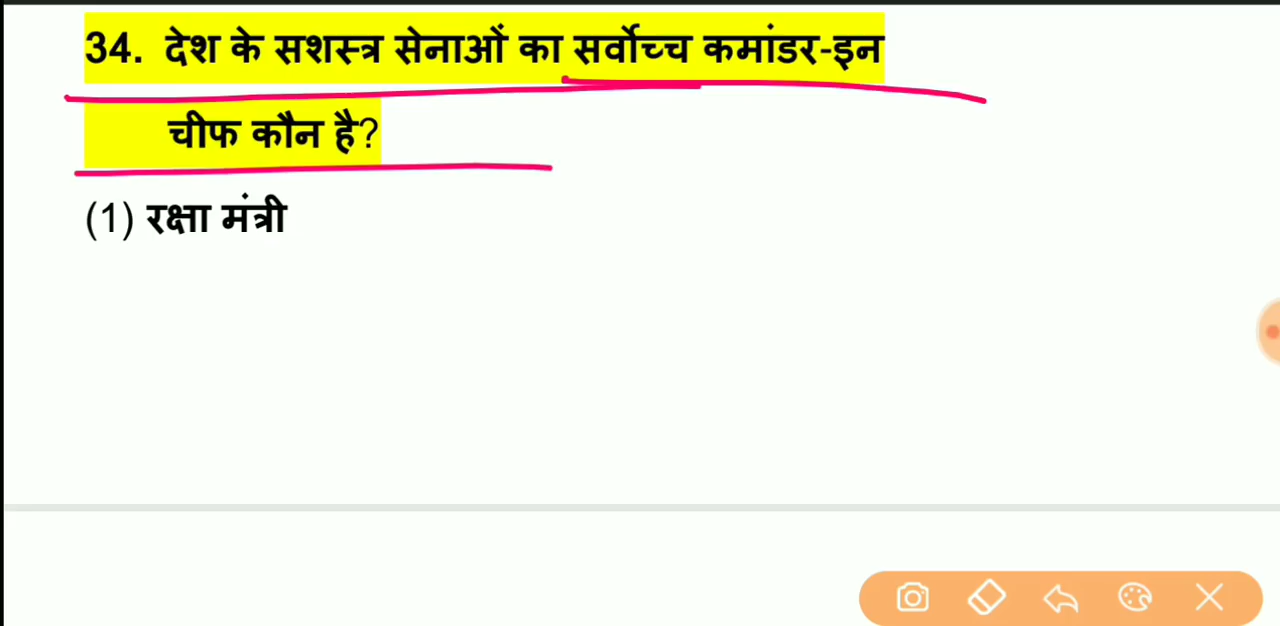 34. देश के सशस्त्र सेनाओं का सर्वोच्च कमांडर-इन
चीफ कौन है?
(1) रक्षा मंत्री